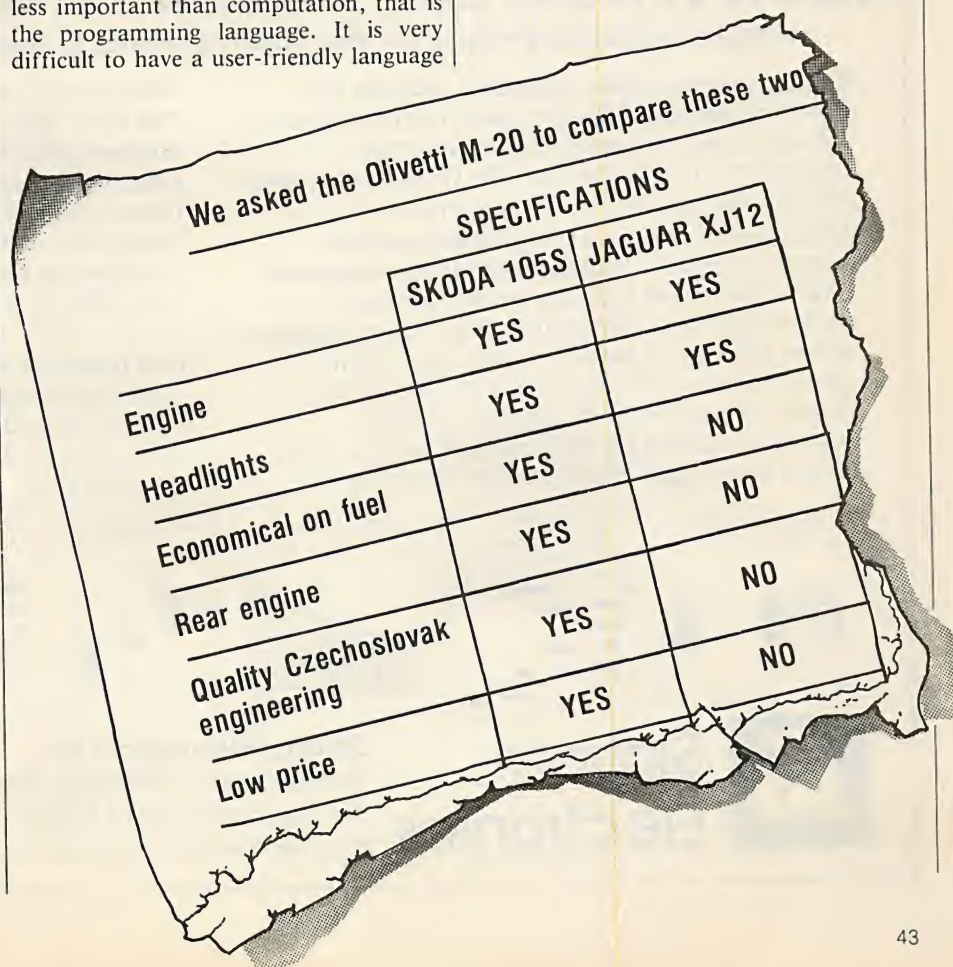 less important than computation, that is
the programming language. It is very
difficult to have a user-friendly language
We asked the Olivetti M-20 to compare these two
SPECIFICATIONS
SKODA 105S JAGUAR XJ12
Engine YES YES
Headlights YES YES
Economical on fuel YES NO
Rear engine YES NO
Quality Czechoslovak
engineering YES NO
Low price YES NO
43